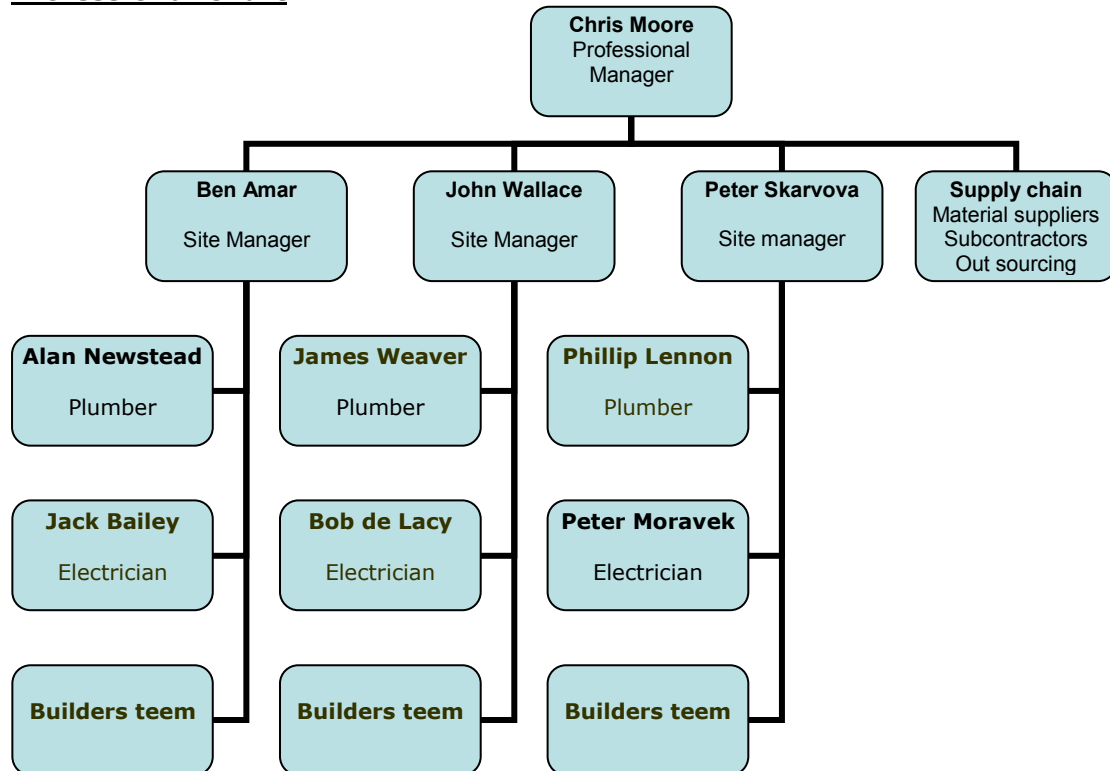 Chris Moore
Professional
Manager
Ben Amar
Site Manager
John Wallace
Site Manager
Peter Skarvova
Site manager
Supply chain
Material suppliers
Subcontractors
Out sourcing
Alan Newstead
Plumber
James Weaver
Plumber
Phillip Lennon
Plumber
Jack Bailey
Electrician
Bob de Lacy
Electrician
Peter Moravek
Electrician
Builders teem
Builders teem
Builders teem